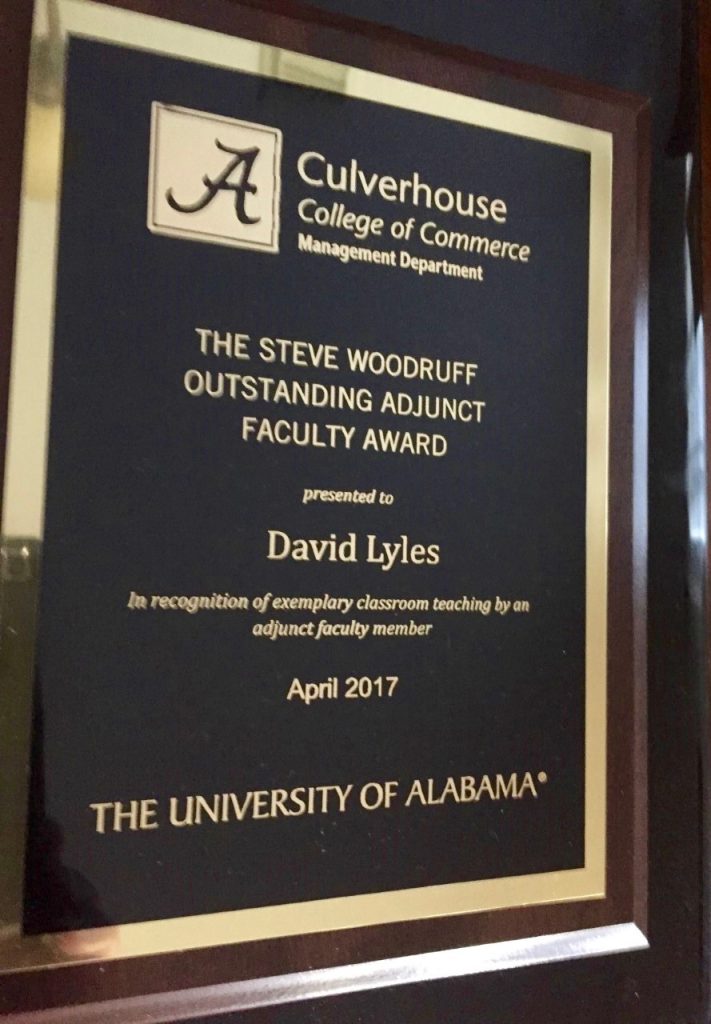 A
Culverhouse
College of Commerce
Management Department
THE STEVE WOODRUFF
OUTSTANDING ADJUNCT
FACULTY AWARD
presented to
David Lyles
In recognition of exemplary classroom teaching by an
adjunct faculty member
April 2017
THE UNIVERSITY OF ALABAMA®